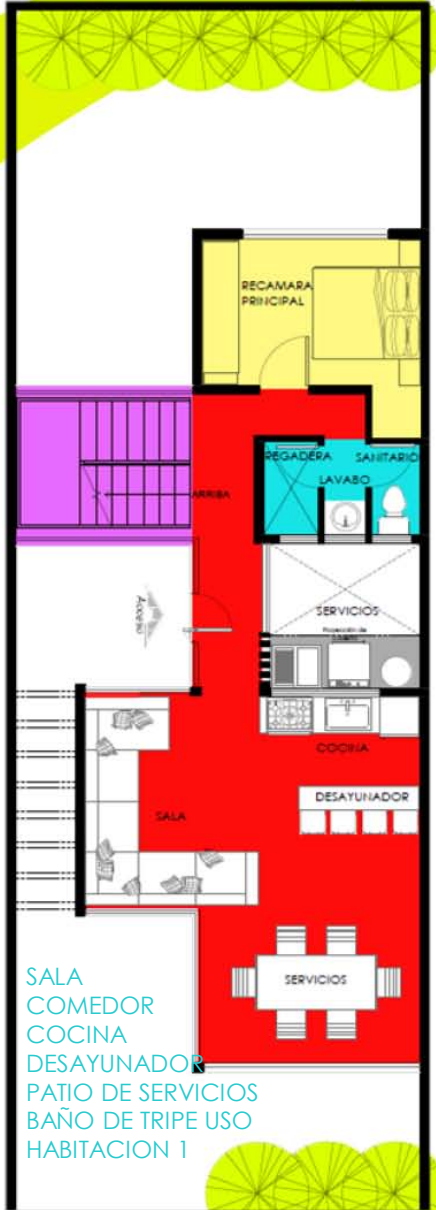 RECAMARA
PRINCIPAL
REGADERA
SANITARIO
LAVABO
ARRIBA
Acceso
SERVICIOS
COCINA
DESAYUNADOR
SALA
SERVICIOS
SALA
COMEDOR
COCINA
DESAYUNADOR
PATIO DE SERVICIOS
BAÑO DE TRIPE USO
HABITACION 1